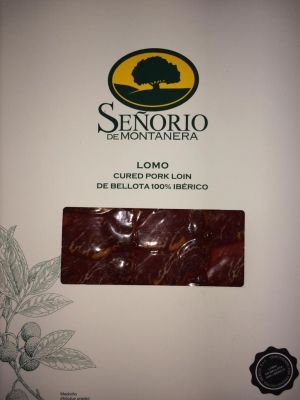 SEÑORIO
DE MONTANERA
LOMO
CURED PORK LOIN
DE BELLOTA 100% IBÉRICO